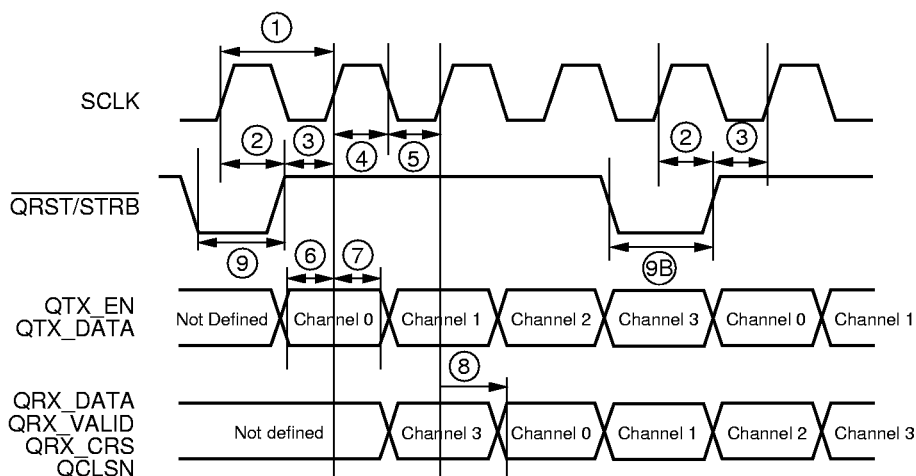 ①
SCLK
② ③ ④ ⑤ ② ③
QRST/STRB
⑨ ⑥ ⑦ 9B
QTX_EN
QTX_DATA
Not Defined Channel 0 Channel 1 Channel 2 Channel 3 Channel 0 Channel 1
⑧
QRX_DATA
QRX_VALID
QRX_CRS
QCLSN
Not defined Channel 3 Channel 0 Channel 1 Channel 2 Channel 3